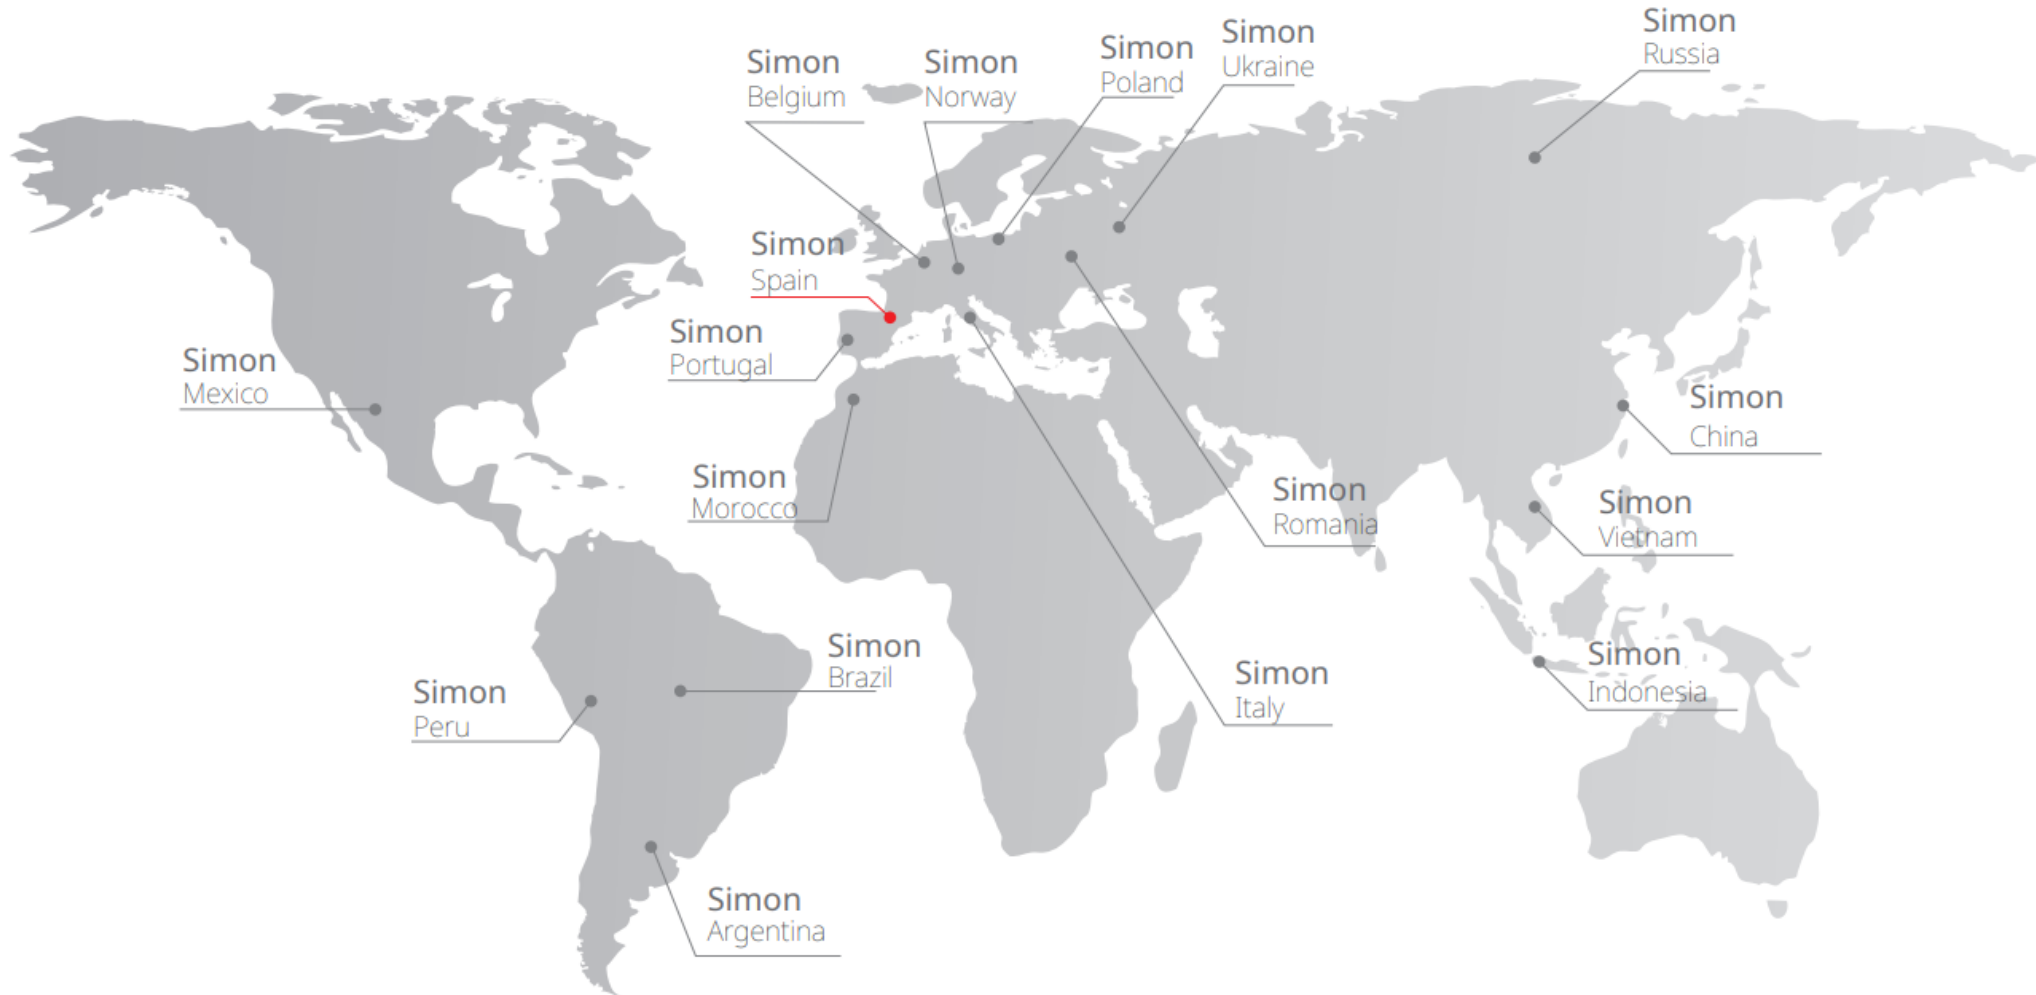 Simon
Russia
Simon
Ukraine
Simon
Poland
Simon
Norway
Simon
Belgium
Simon
Spain
Simon
Portugal
Simon
Mexico
Simon
China
Simon
Morocco
Simon
Romania
Simon
Vietnam
Simon
Brazil
Simon
Indonesia
Simon
Italy
Simon
Peru
Simon
Argentina